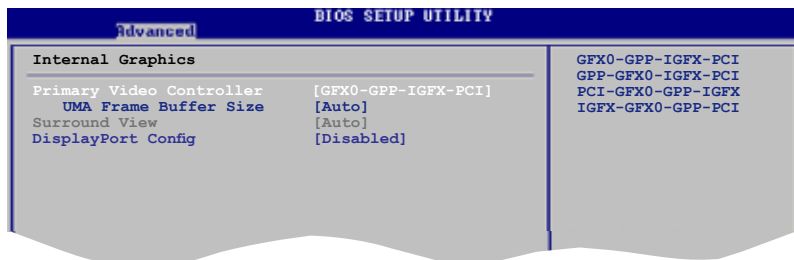 BIOS SETUP UTILITY
Advanced
Internal Graphics
Primary Video Controller [GFX0-GPP-IGFX-PCI]
UMA Frame Buffer Size [Auto]
Surround View [Auto]
DisplayPort Config [Disabled]
GFX0-GPP-IGFX-PCI
GPP-GFX0-IGFX-PCI
PCI-GFX0-GPP-IGFX
IGFX-GFX0-GPP-PCI